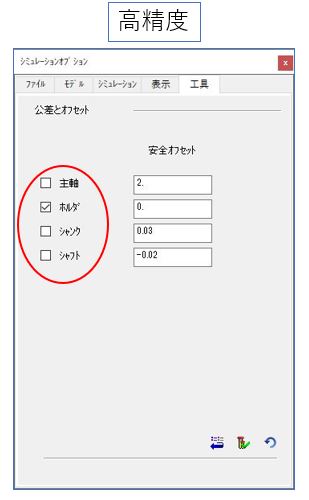 高精度
シミュレーションオプション
x
ファイル モデル シミュレーション 表示 工具
公差とオフセット
安全オフセット
主軸 2.
ホルダ 0.
シャンク 0.03
シャフト -0.02